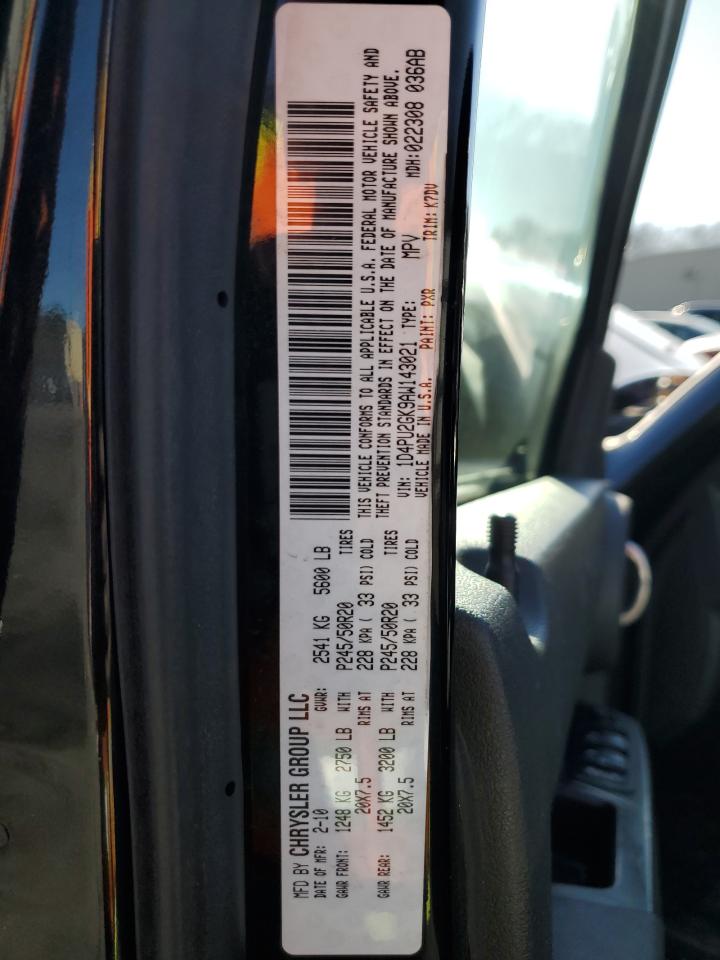 MFD BY CHRYSLER GROUP LLC
DATE OF MFR: 2-10 GVWR: 2541 KG 5600 LB
GAWR FRONT: 1248 KG 2750 LB WITH P245/50R20 TIRES
20X7.5 RIMS AT 228 KPA ( 33 PSI) COLD
GAWR REAR: 1452 KG 3200 LB WITH P245/50R20 TIRES
20X7.5 RIMS AT 228 KPA ( 33 PSI) COLD
THIS VEHICLE CONFORMS TO ALL APPLICABLE U.S.A. FEDERAL MOTOR VEHICLE SAFETY AND
THEFT PREVENTION STANDARDS IN EFFECT ON THE DATE OF MANUFACTURE SHOWN ABOVE.
VIN: 1D4PU2GK9AW143021 TYPE: MPV MDH:022308 036AB
VEHICLE MADE IN U.S.A. PAINT: PXR TRIM: K7DV